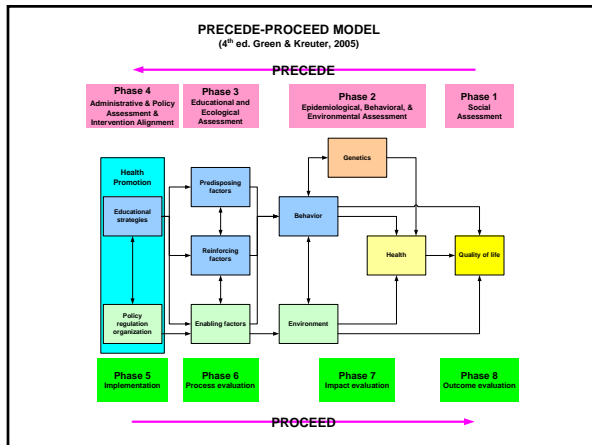 PRECEDE-PROCEED MODEL
(4th ed. Green & Kreuter, 2005)
PRECEDE
Phase 4
Administrative & Policy
Assessment &
Intervention Alignment
Phase 3
Educational and
Ecological
Assessment
Phase 2
Epidemiological, Behavioral, &
Environmental Assessment
Phase 1
Social
Assessment
Health
Promotion
Educational
strategies
Policy
regulation
organization
Predisposing
factors
Reinforcing
factors
Enabling factors
Genetics
Behavior
Environment
Health
Quality of life
Phase 5
Implementation
Phase 6
Process evaluation
Phase 7
Impact evaluation
Phase 8
Outcome evaluation
PROCEED